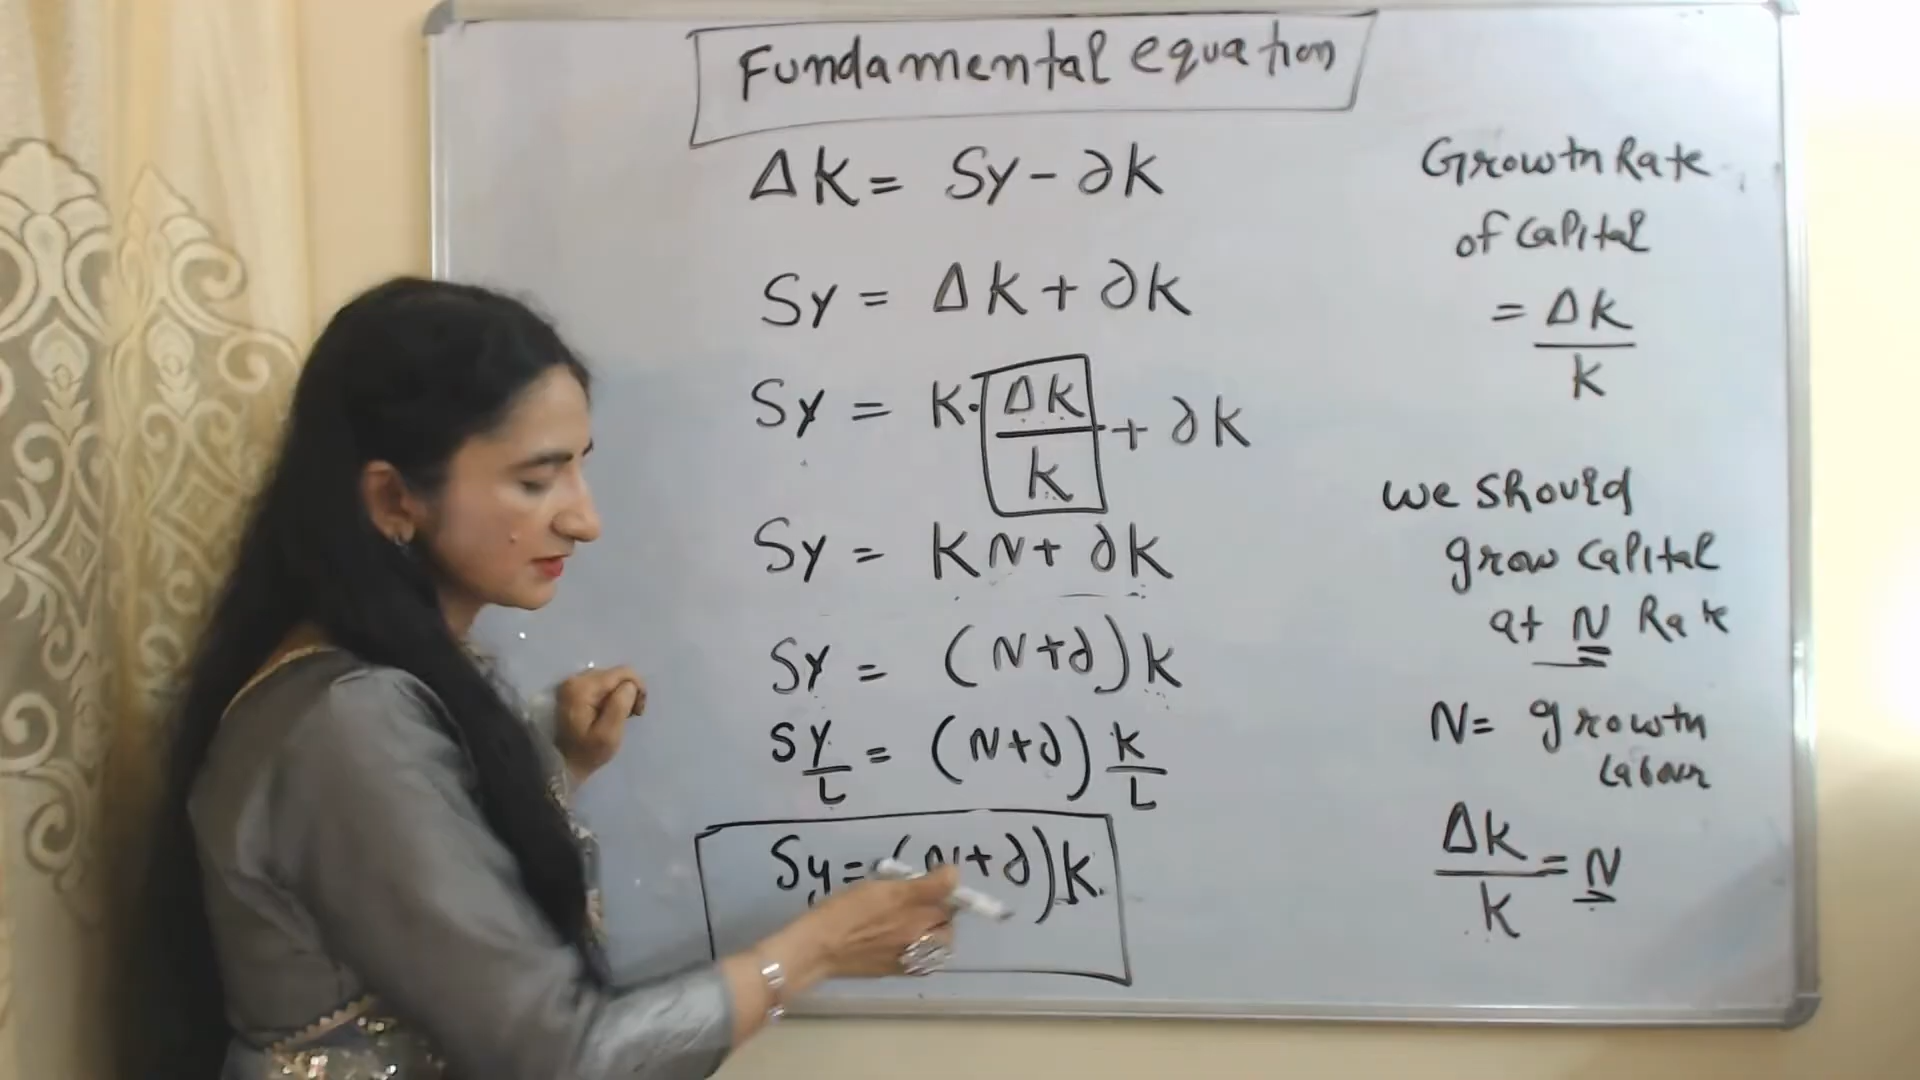 Fundamental equation
ΔK = Sy - ∂K
Sy = ΔK + ∂K
Sy = K. ΔK/K + ∂K
Sy = KN + ∂K
Sy = (N+∂)K
Sy/L = (N+∂) K/L
Sy = (N+∂)k
Growth Rate
of Capital
= ΔK/K
we should
grow capital
at N Rate
N = growth
Labour
ΔK/K = N